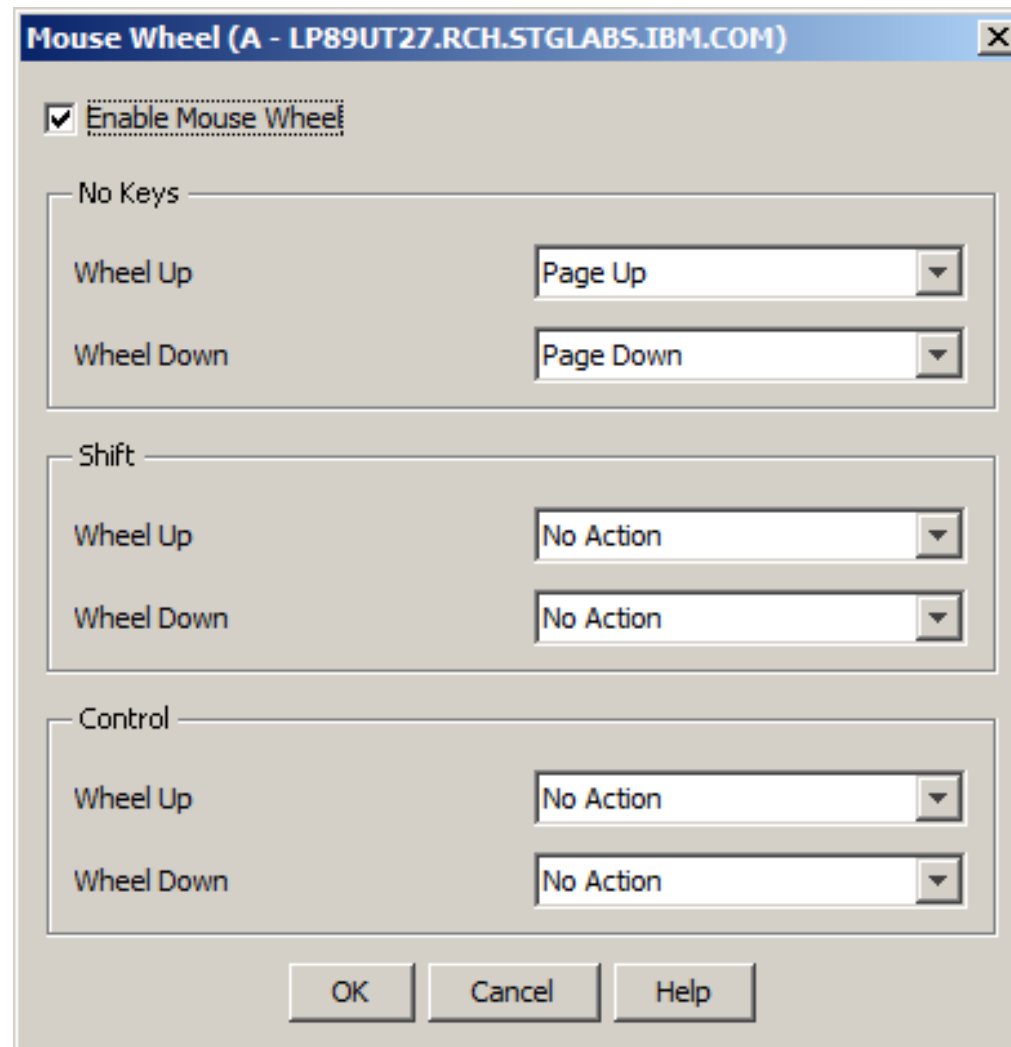 Mouse Wheel (A - LP89UT27.RCH.STGLABS.IBM.COM)
Enable Mouse Wheel
No Keys
Wheel Up Page Up
Wheel Down Page Down
Shift
Wheel Up No Action
Wheel Down No Action
Control
Wheel Up No Action
Wheel Down No Action
OK Cancel Help